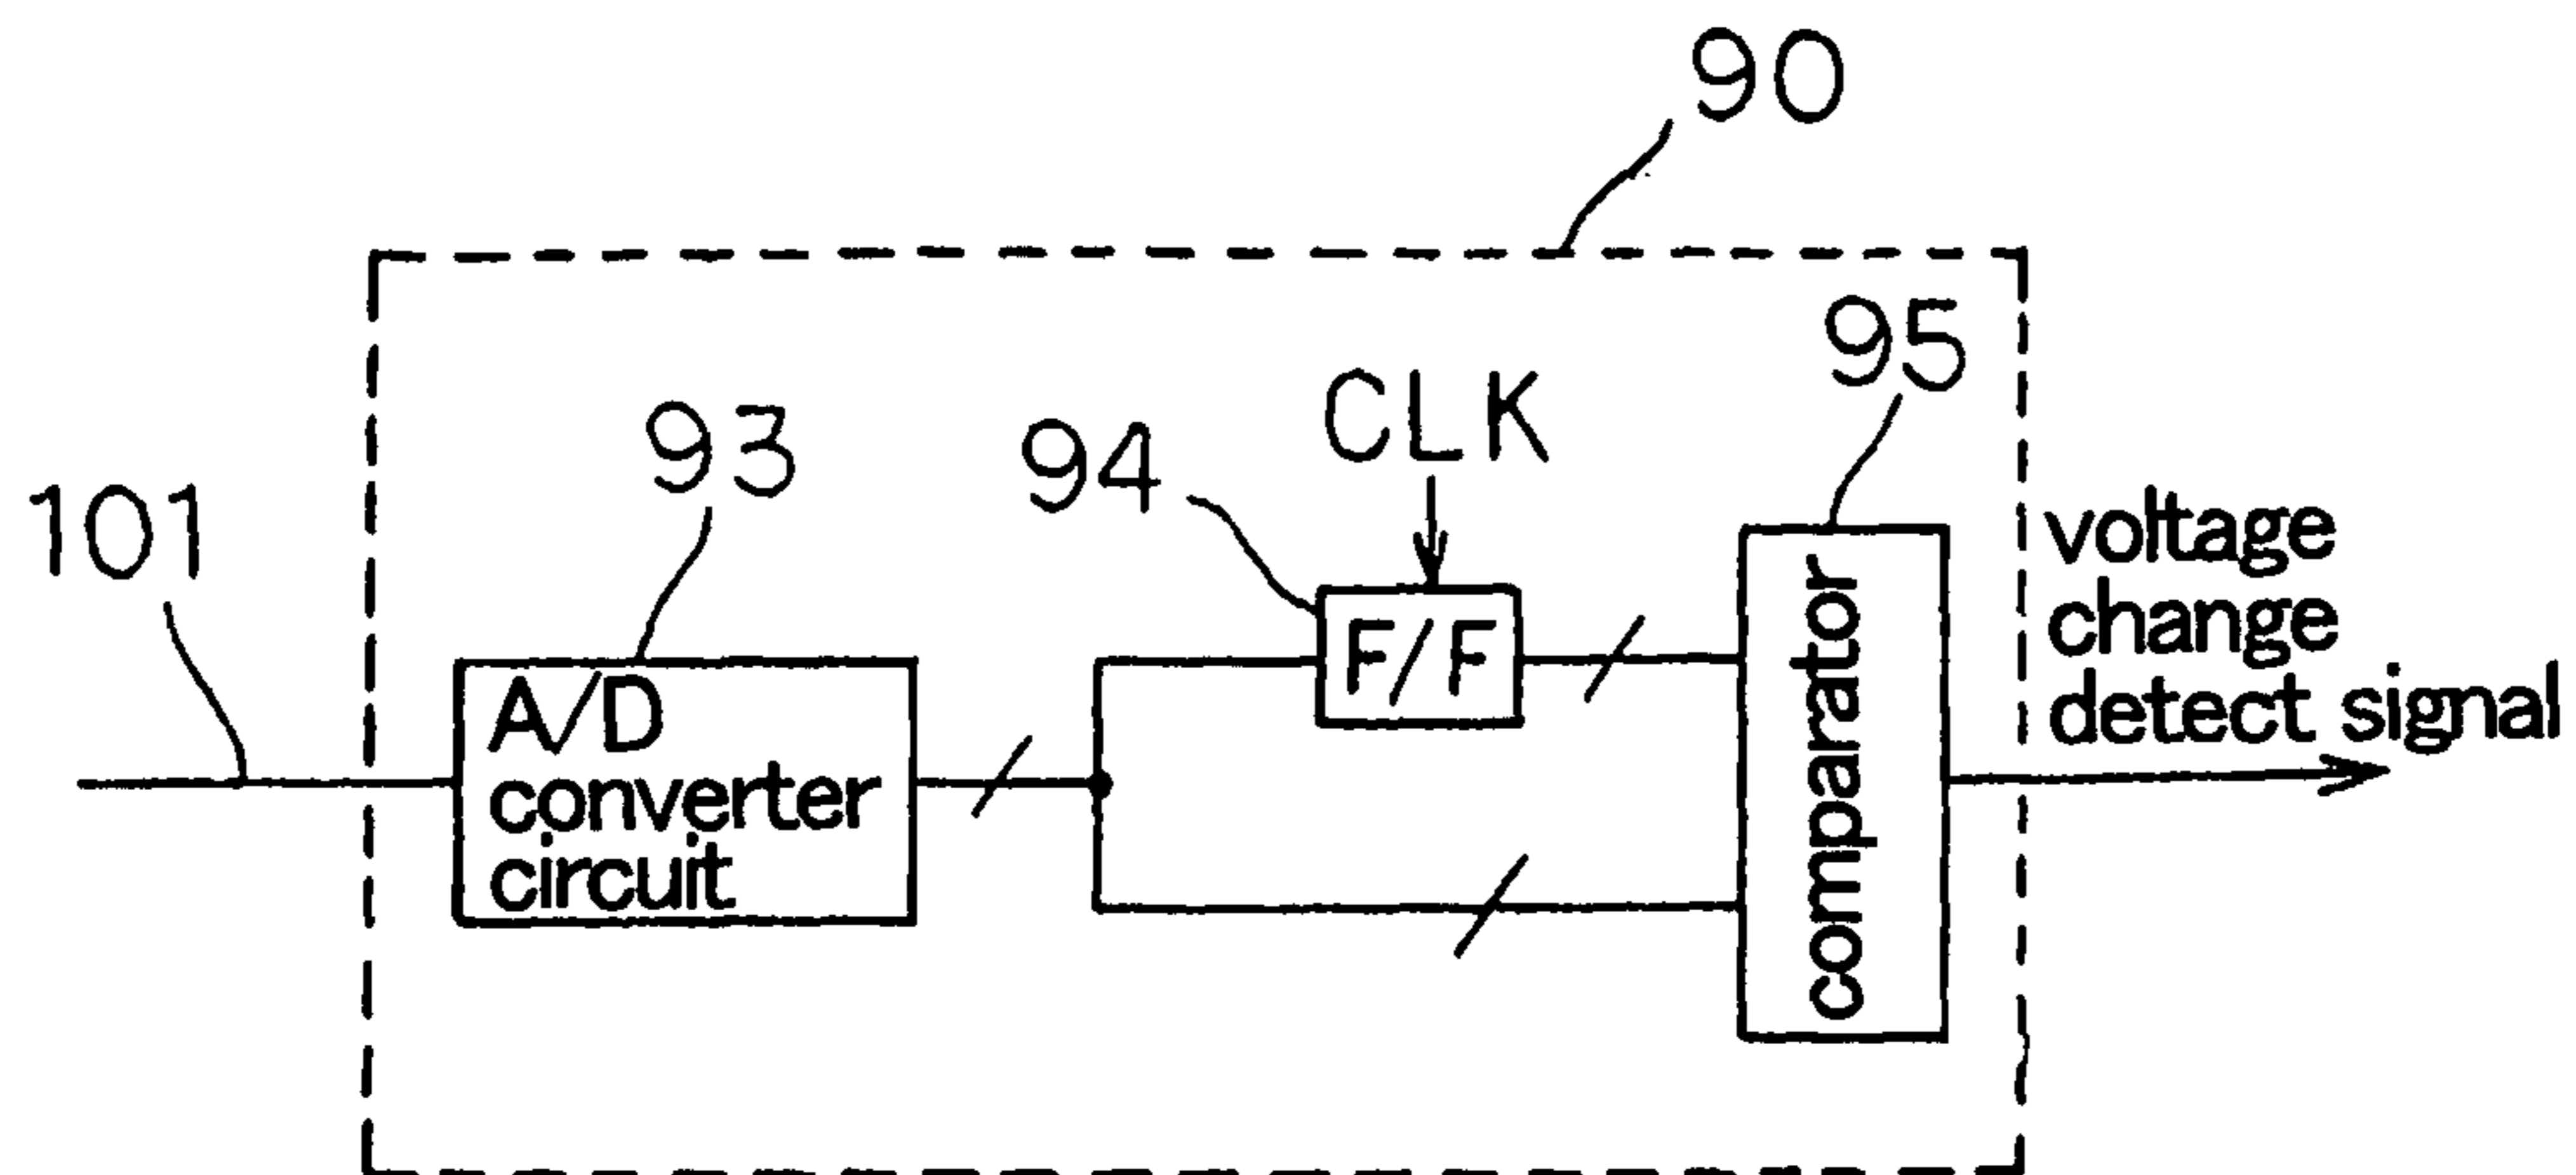 90
95
CLK
93
94
101
voltage
change
detect signal
F/F
A/D
converter
circuit
comparator